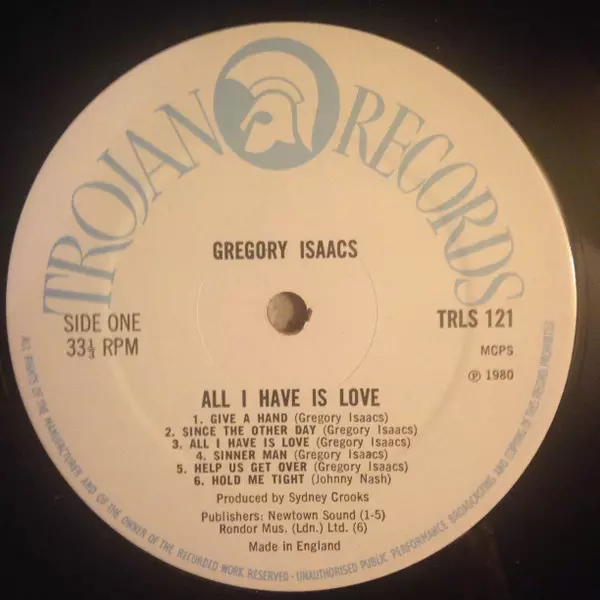 TROJAN RECORDS
GREGORY ISAACS
SIDE ONE
33⅓ RPM
TRLS 121
MCPS
℗ 1980
ALL I HAVE IS LOVE
1. GIVE A HAND (Gregory Isaacs)
2. SINCE THE OTHER DAY (Gregory Isaacs)
3. ALL I HAVE IS LOVE (Gregory Isaacs)
4. SINNER MAN (Gregory Isaacs)
5. HELP US GET OVER (Gregory Isaacs)
6. HOLD ME TIGHT (Johnny Nash)
Produced by Sydney Crooks
Publishers: Newtown Sound (1-5)
Rondor Mus. (Ldn.) Ltd. (6)
Made in England
ALL RIGHTS OF THE MANUFACTURER AND OF THE OWNER OF THE RECORDED WORK RESERVED - UNAUTHORISED PUBLIC PERFORMANCE BROADCASTING AND COPYING OF THIS RECORD PROHIBITED